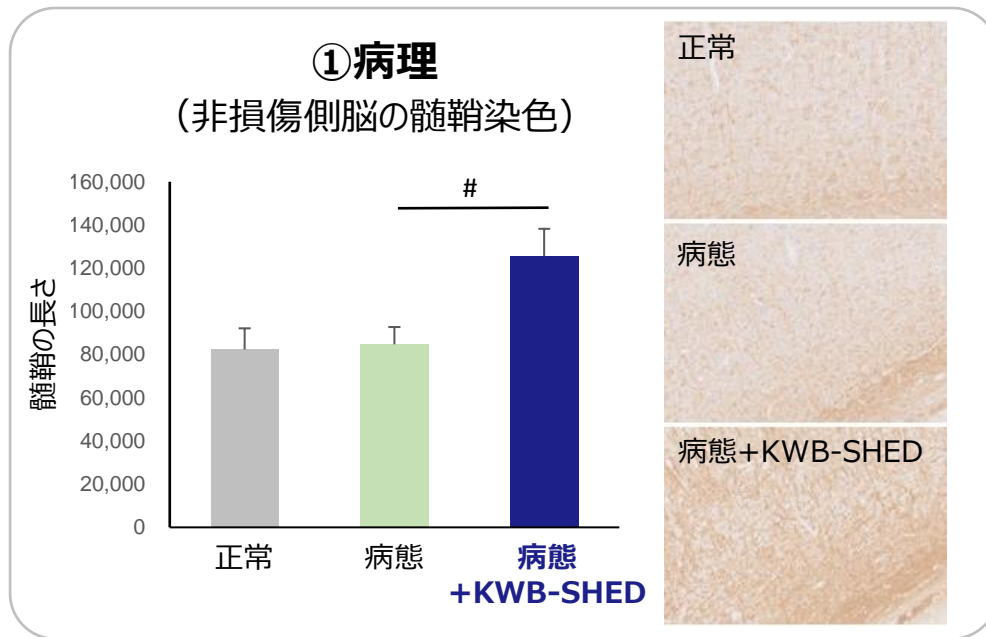 ①病理
（非損傷側脳の髄鞘染色）
髄鞘の長さ
160,000
140,000
120,000
100,000
80,000
60,000
40,000
20,000
0
#
正常
病態
病態
+KWB-SHED
正常
病態
病態+KWB-SHED